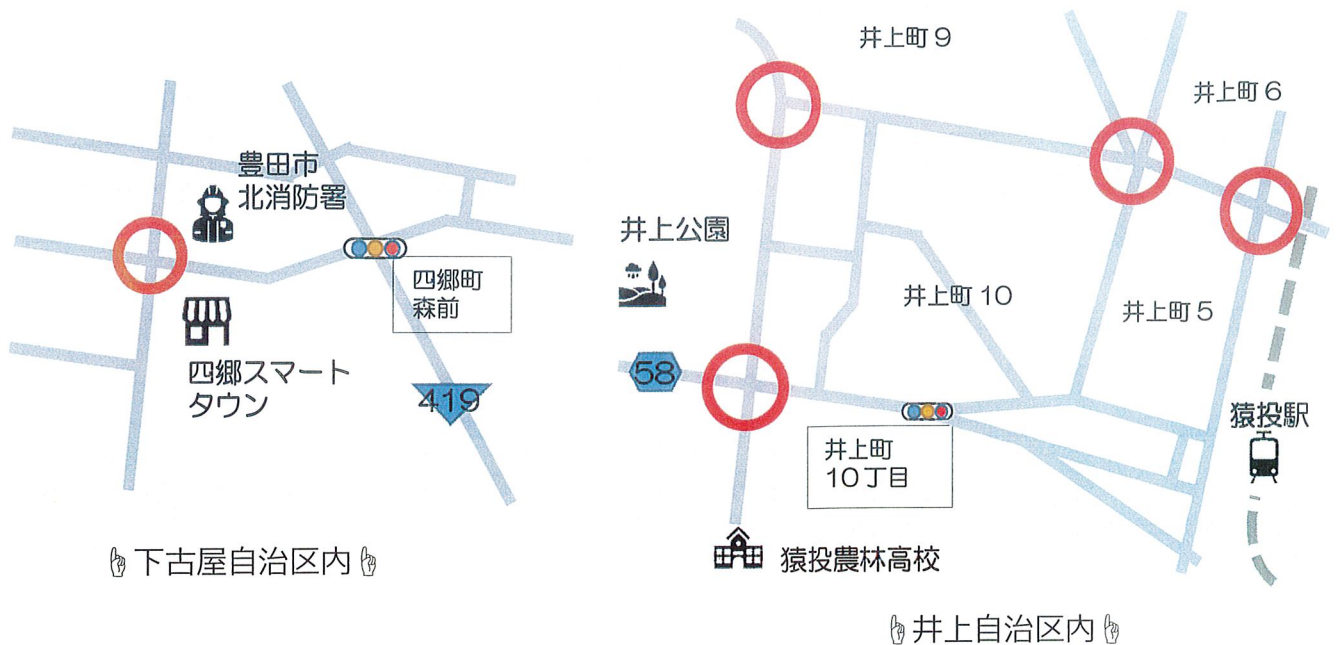 豊田市
北消防署
四郷町
森前
四郷スマート
タウン
419
☝下古屋自治区内☝
井上町9
井上町6
井上公園
井上町10
井上町5
58
猿投駅
井上町
10丁目
猿投農林高校
☝井上自治区内☝